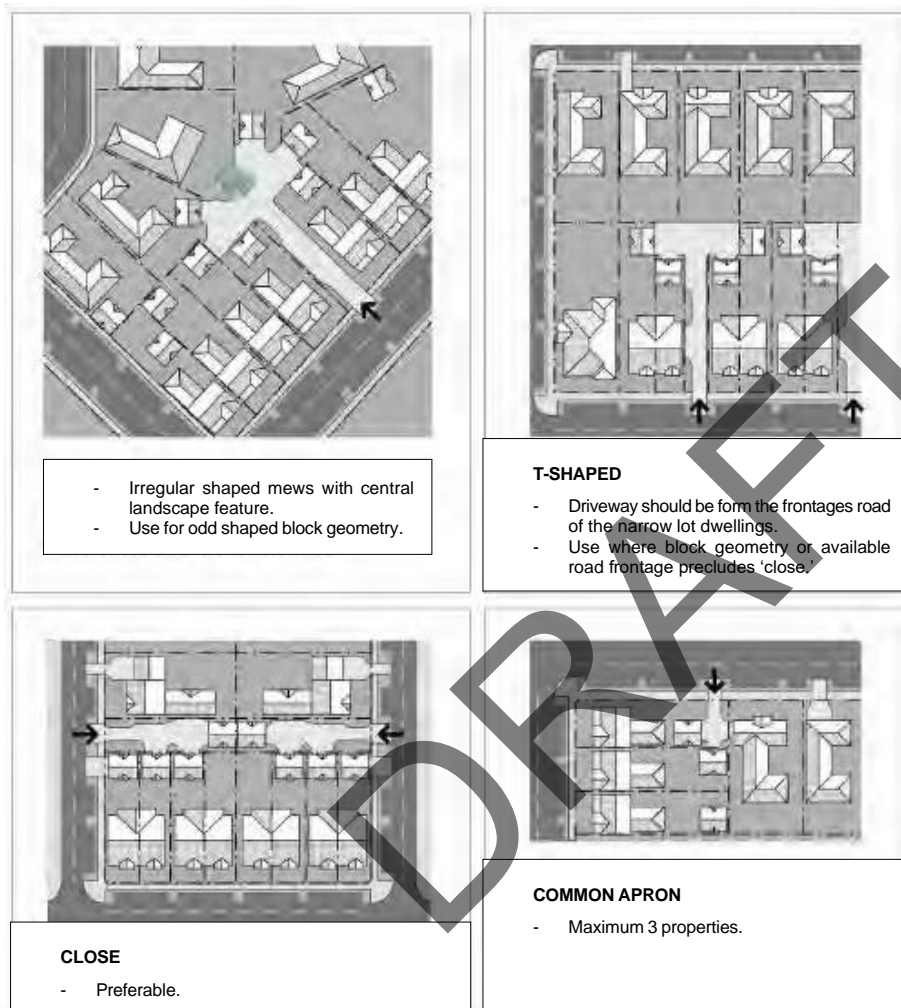 - Irregular shaped mews with central
landscape feature.
- Use for odd shaped block geometry.
T-SHAPED
- Driveway should be form the frontages road
of the narrow lot dwellings.
- Use where block geometry or available
road frontage precludes ‘close.’
CLOSE
- Preferable.
COMMON APRON
- Maximum 3 properties.
DRAFT